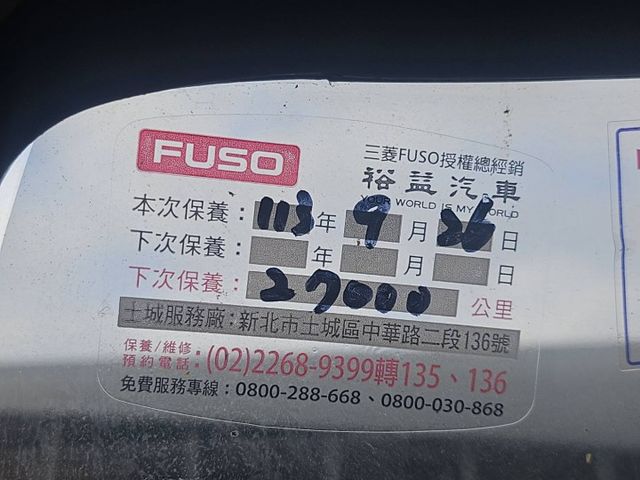 FUSO
三菱FUSO授權總經銷
裕益汽車
YOUR WORLD IS MY WORLD
本次保養：113年9月26日
下次保養： 年 月 日
下次保養：27000公里
土城服務廠：新北市土城區中華路二段136號
保養/維修
預約電話：(02)2268-9399轉135、136
免費服務專線：0800-288-668、0800-030-868